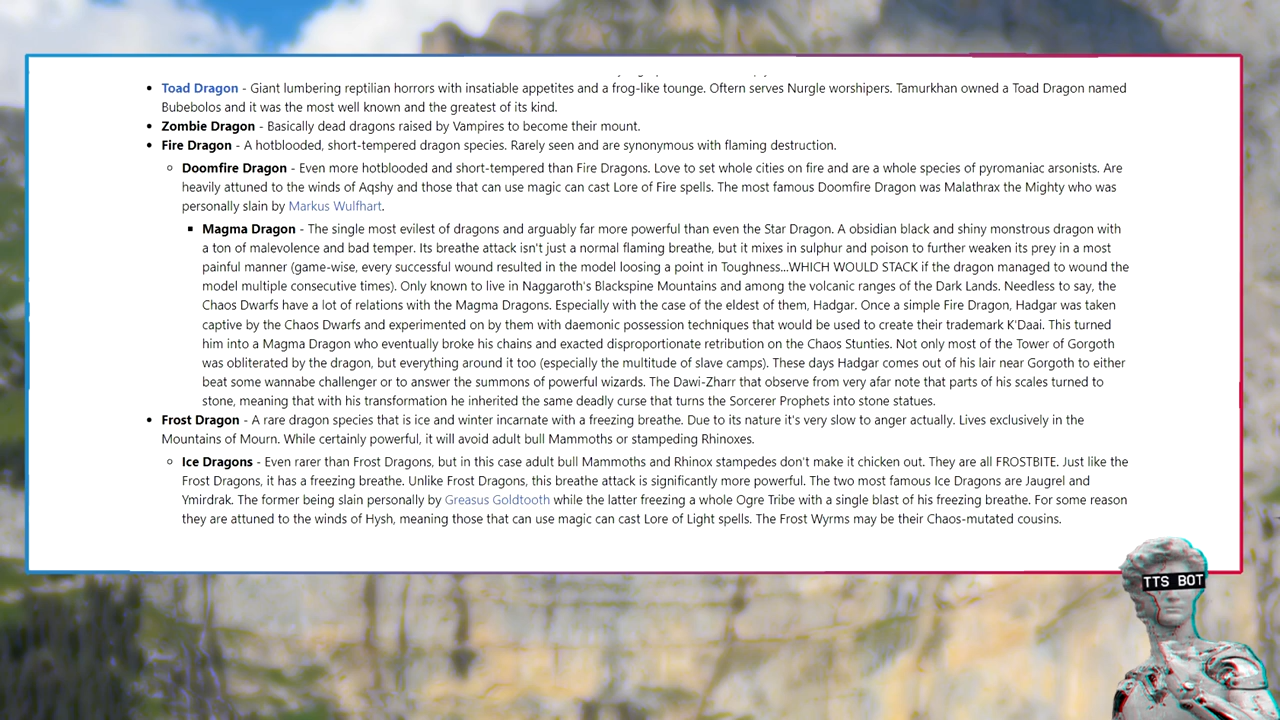 Toad Dragon - Giant lumbering reptilian horrors with insatiable appetites and a frog-like tounge. Oftern serves Nurgle worshipers. Tamurkhan owned a Toad Dragon named
Bubebolos and it was the most well known and the greatest of its kind.
Zombie Dragon - Basically dead dragons raised by Vampires to become their mount.
Fire Dragon - A hotblooded, short-tempered dragon species. Rarely seen and are synonymous with flaming destruction.
Doomfire Dragon - Even more hotblooded and short-tempered than Fire Dragons. Love to set whole cities on fire and are a whole species of pyromaniac arsonists. Are
heavily attuned to the winds of Aqshy and those that can use magic can cast Lore of Fire spells. The most famous Doomfire Dragon was Malathrax the Mighty who was
personally slain by Markus Wulfhart.
Magma Dragon - The single most evilest of dragons and arguably far more powerful than even the Star Dragon. A obsidian black and shiny monstrous dragon with
a ton of malevolence and bad temper. Its breathe attack isn't just a normal flaming breathe, but it mixes in sulphur and poison to further weaken its prey in a most
painful manner (game-wise, every successful wound resulted in the model loosing a point in Toughness...WHICH WOULD STACK if the dragon managed to wound the
model multiple consecutive times). Only known to live in Naggaroth's Blackspine Mountains and among the volcanic ranges of the Dark Lands. Needless to say, the
Chaos Dwarfs have a lot of relations with the Magma Dragons. Especially with the case of the eldest of them, Hadgar. Once a simple Fire Dragon, Hadgar was taken
captive by the Chaos Dwarfs and experimented on by them with daemonic possession techniques that would be used to create their trademark K'Daai. This turned
him into a Magma Dragon who eventually broke his chains and exacted disproportionate retribution on the Chaos Stunties. Not only most of the Tower of Gorgoth
was obliterated by the dragon, but everything around it too (especially the multitude of slave camps). These days Hadgar comes out of his lair near Gorgoth to either
beat some wannabe challenger or to answer the summons of powerful wizards. The Dawi-Zharr that observe from very afar note that parts of his scales turned to
stone, meaning that with his transformation he inherited the same deadly curse that turns the Sorcerer Prophets into stone statues.
Frost Dragon - A rare dragon species that is ice and winter incarnate with a freezing breathe. Due to its nature it's very slow to anger actually. Lives exclusively in the
Mountains of Mourn. While certainly powerful, it will avoid adult bull Mammoths or stampeding Rhinoxes.
Ice Dragons - Even rarer than Frost Dragons, but in this case adult bull Mammoths and Rhinox stampedes don't make it chicken out. They are all FROSTBITE. Just like the
Frost Dragons, it has a freezing breathe. Unlike Frost Dragons, this breathe attack is significantly more powerful. The two most famous Ice Dragons are Jaugrel and
Ymirdrak. The former being slain personally by Greasus Goldtooth while the latter freezing a whole Ogre Tribe with a single blast of his freezing breathe. For some reason
they are attuned to the winds of Hysh, meaning those that can use magic can cast Lore of Light spells. The Frost Wyrms may be their Chaos-mutated cousins.
TTS BOT